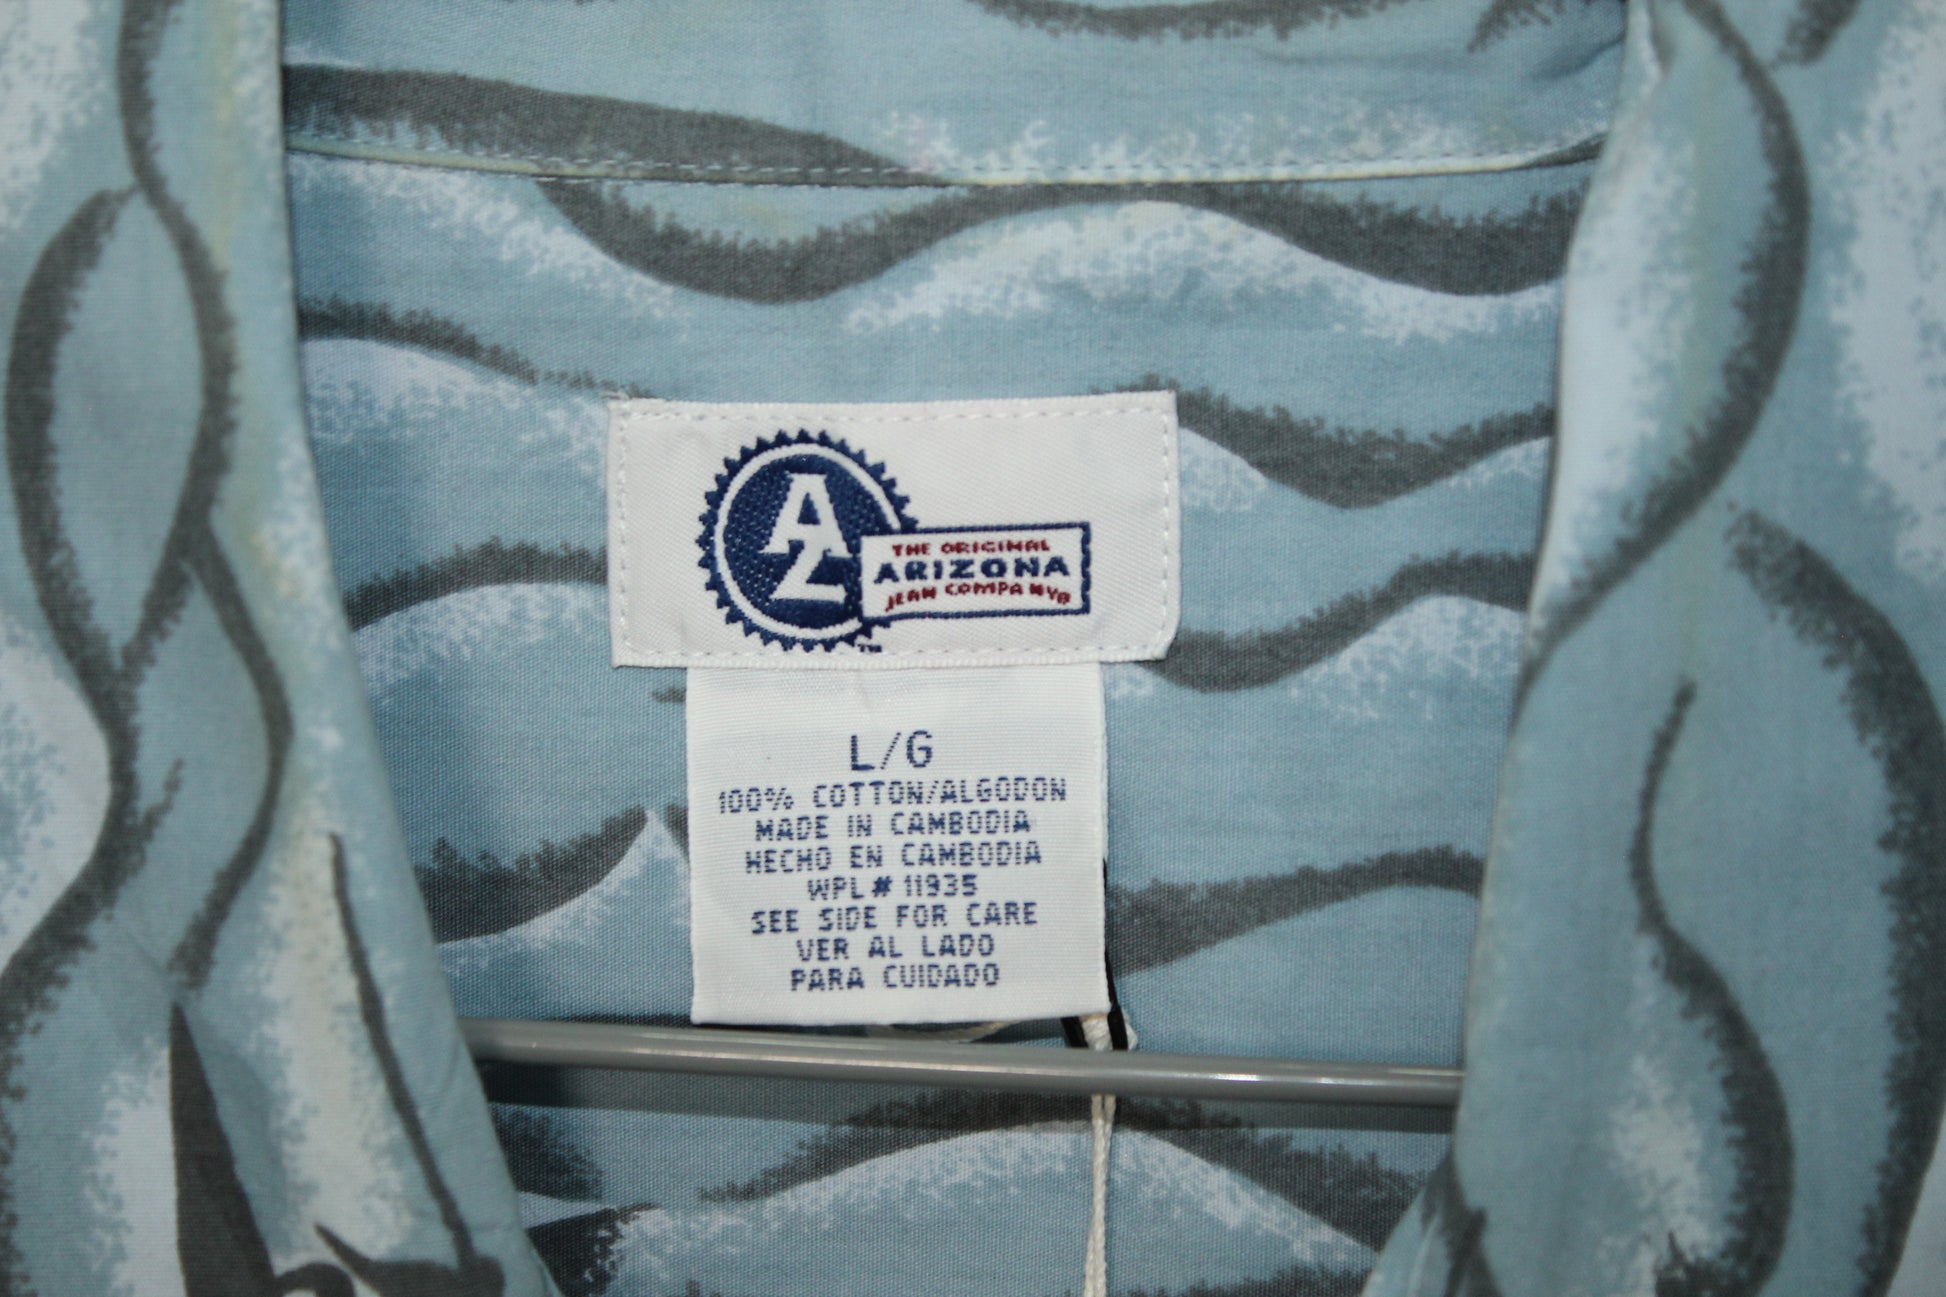 AZ
THE ORIGINAL
ARIZONA
JEAN COMPANY®
TM
L/G
100% COTTON/ALGODON
MADE IN CAMBODIA
HECHO EN CAMBODIA
WPL# 11935
SEE SIDE FOR CARE
VER AL LADO
PARA CUIDADO